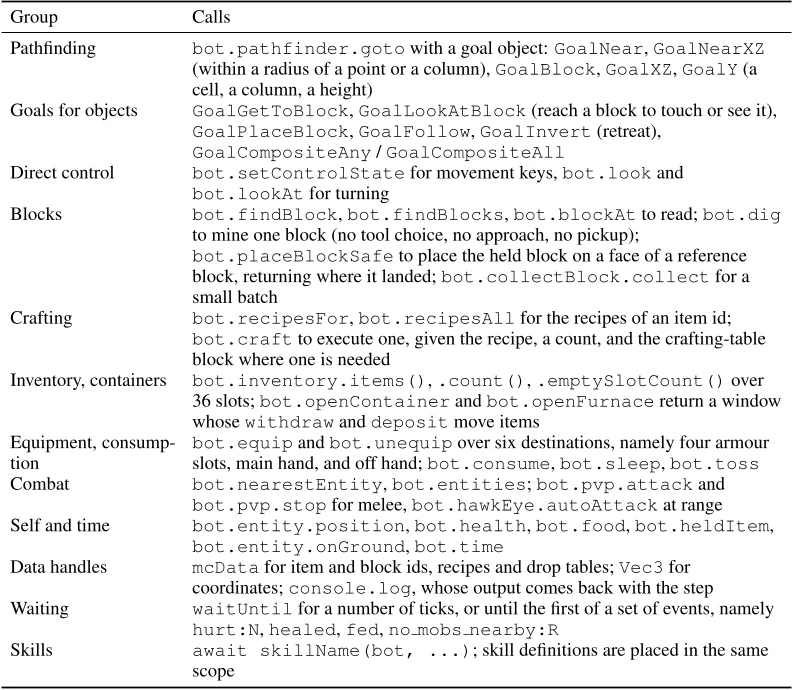 Group Calls
Pathfinding bot.pathfinder.goto with a goal object: GoalNear, GoalNearXZ
(within a radius of a point or a column), GoalBlock, GoalXZ, GoalY (a
cell, a column, a height)
Goals for objects GoalGetToBlock, GoalLookAtBlock (reach a block to touch or see it),
GoalPlaceBlock, GoalFollow, GoalInvert (retreat),
GoalCompositeAny / GoalCompositeAll
Direct control bot.setControlState for movement keys, bot.look and
bot.lookAt for turning
Blocks bot.findBlock, bot.findBlocks, bot.blockAt to read; bot.dig
to mine one block (no tool choice, no approach, no pickup);
bot.placeBlockSafe to place the held block on a face of a reference
block, returning where it landed; bot.collectBlock.collect for a
small batch
Crafting bot.recipesFor, bot.recipesAll for the recipes of an item id;
bot.craft to execute one, given the recipe, a count, and the crafting-table
block where one is needed
Inventory, containers bot.inventory.items(), .count(), .emptySlotCount() over
36 slots; bot.openContainer and bot.openFurnace return a window
whose withdraw and deposit move items
Equipment, consump- bot.equip and bot.unequip over six destinations, namely four armour
tion slots, main hand, and off hand; bot.consume, bot.sleep, bot.toss
Combat bot.nearestEntity, bot.entities; bot.pvp.attack and
bot.pvp.stop for melee, bot.hawkEye.autoAttack at range
Self and time bot.entity.position, bot.health, bot.food, bot.heldItem,
bot.entity.onGround, bot.time
Data handles mcData for item and block ids, recipes and drop tables; Vec3 for
coordinates; console.log, whose output comes back with the step
Waiting waitUntil for a number of ticks, or until the first of a set of events, namely
hurt:N, healed, fed, no_mobs_nearby:R
Skills await skillName(bot, ...); skill definitions are placed in the same
scope